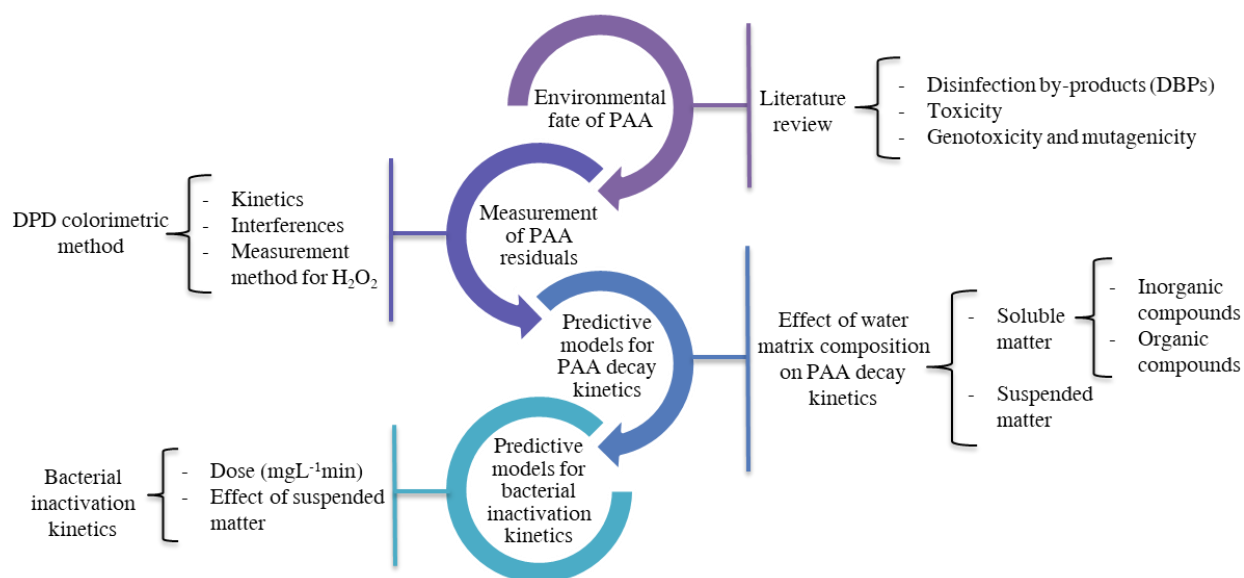 Environmental
fate of PAA
Literature
review
- Disinfection by-products (DBPs)
- Toxicity
- Genotoxicity and mutagenicity
DPD colorimetric
method
- Kinetics
- Interferences
- Measurement
method for H₂O₂
Measurement
of PAA
residuals
Predictive
models for
PAA decay
kinetics
Effect of water
matrix composition
on PAA decay
kinetics
- Soluble
matter
- Inorganic
compounds
- Organic
compounds
- Suspended
matter
Bacterial
inactivation
kinetics
- Dose (mgL⁻¹min)
- Effect of suspended
matter
Predictive
models for
bacterial
inactivation
kinetics